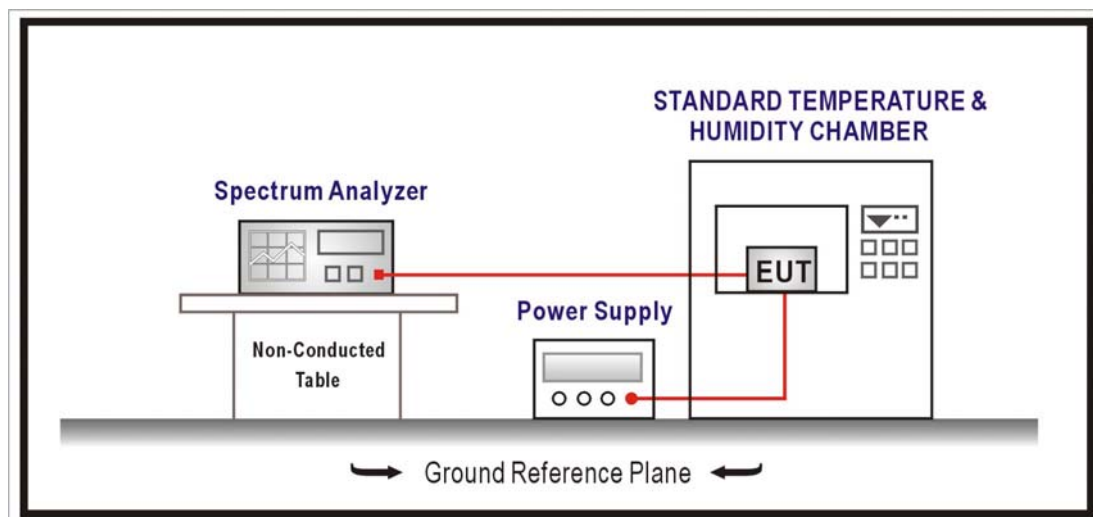 STANDARD TEMPERATURE &
HUMIDITY CHAMBER
Spectrum Analyzer
EUT
Power Supply
Non-Conducted
Table
Ground Reference Plane